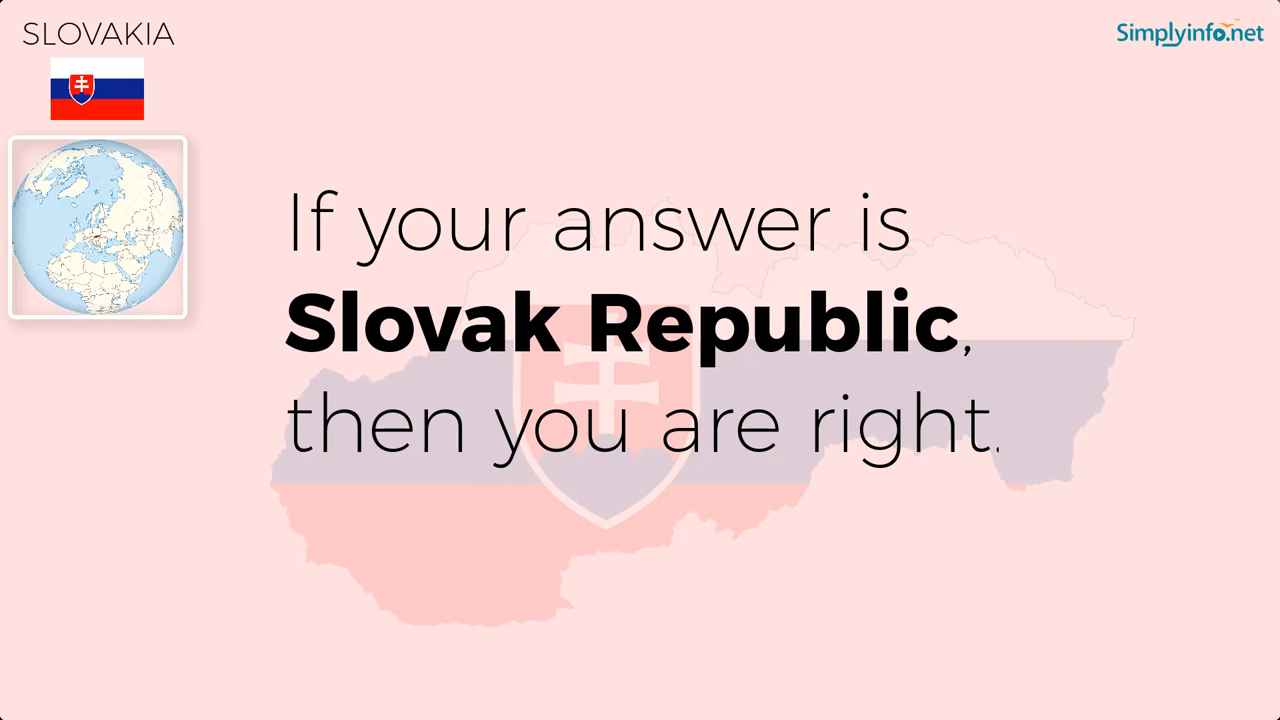 SLOVAKIA
Simplyinfo.net
If your answer is
Slovak Republic,
then you are right.